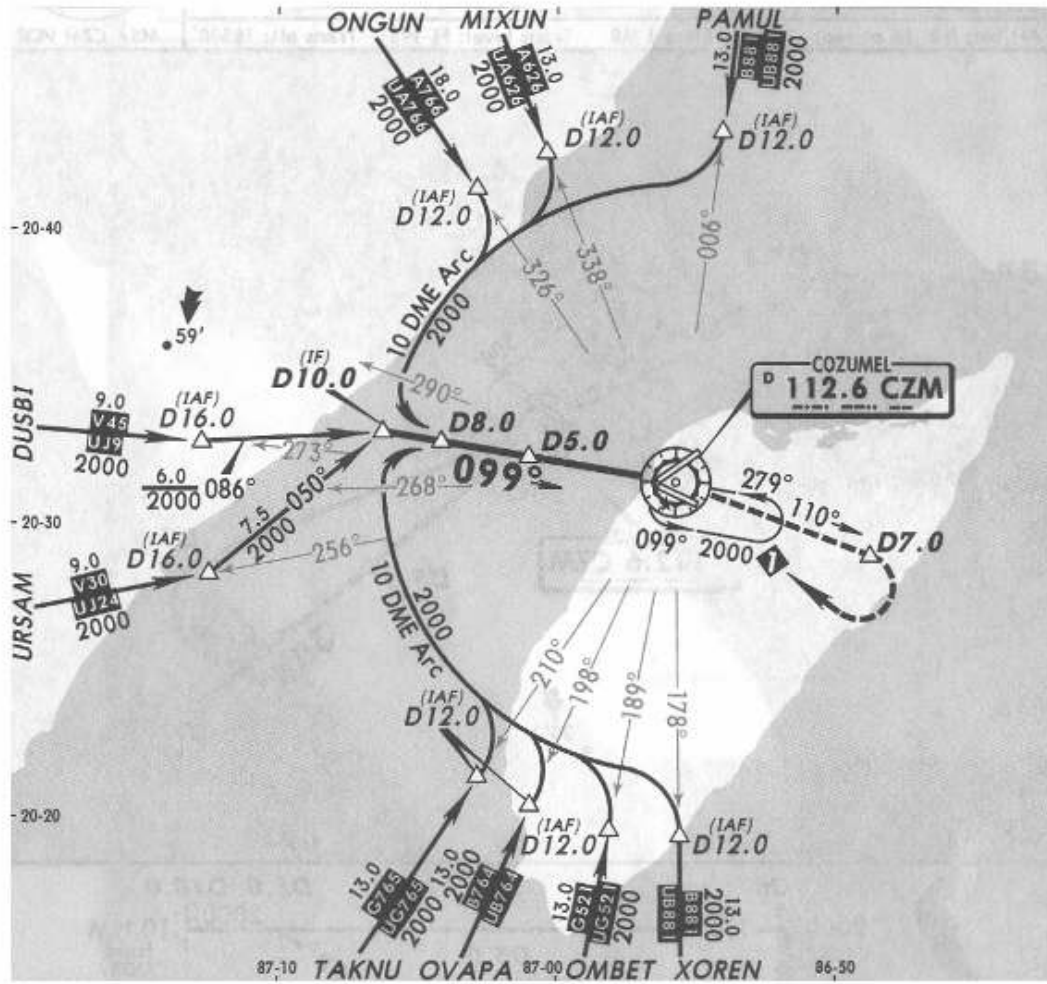 ONGUN MIXUN PAMUL
18.0
A766
UA766
2000
13.0
A626
UA626
2000
13.0
B881
UB881
2000
(IAF)
D12.0
(IAF)
D12.0
(IAF)
D12.0
20-40
326°
338°
006°
10 DME Arc
2000
59'
(IF)
D10.0
290°
COZUMEL
D 112.6 CZM
DUSBI
9.0
V45
UJ9
2000
(IAF)
D16.0
273°
D8.0
D5.0
6.0
2000
086°
099°
268°
279°
110°
20-30
7.5
2000
050°
099° 2000
D7.0
1
(IAF)
D16.0
256°
URSAM
9.0
V30
UJ24
2000
10 DME Arc
2000
210°
198°
189°
178°
(IAF)
D12.0
20-20
(IAF)
D12.0
(IAF)
D12.0
13.0
G765
UG765
2000
13.0
2000
B764
UB764
13.0
G521
UG521
2000
13.0
2000
B881
UB881
87-10
TAKNU
OVAPA
87-00
OMBET
XOREN
86-50